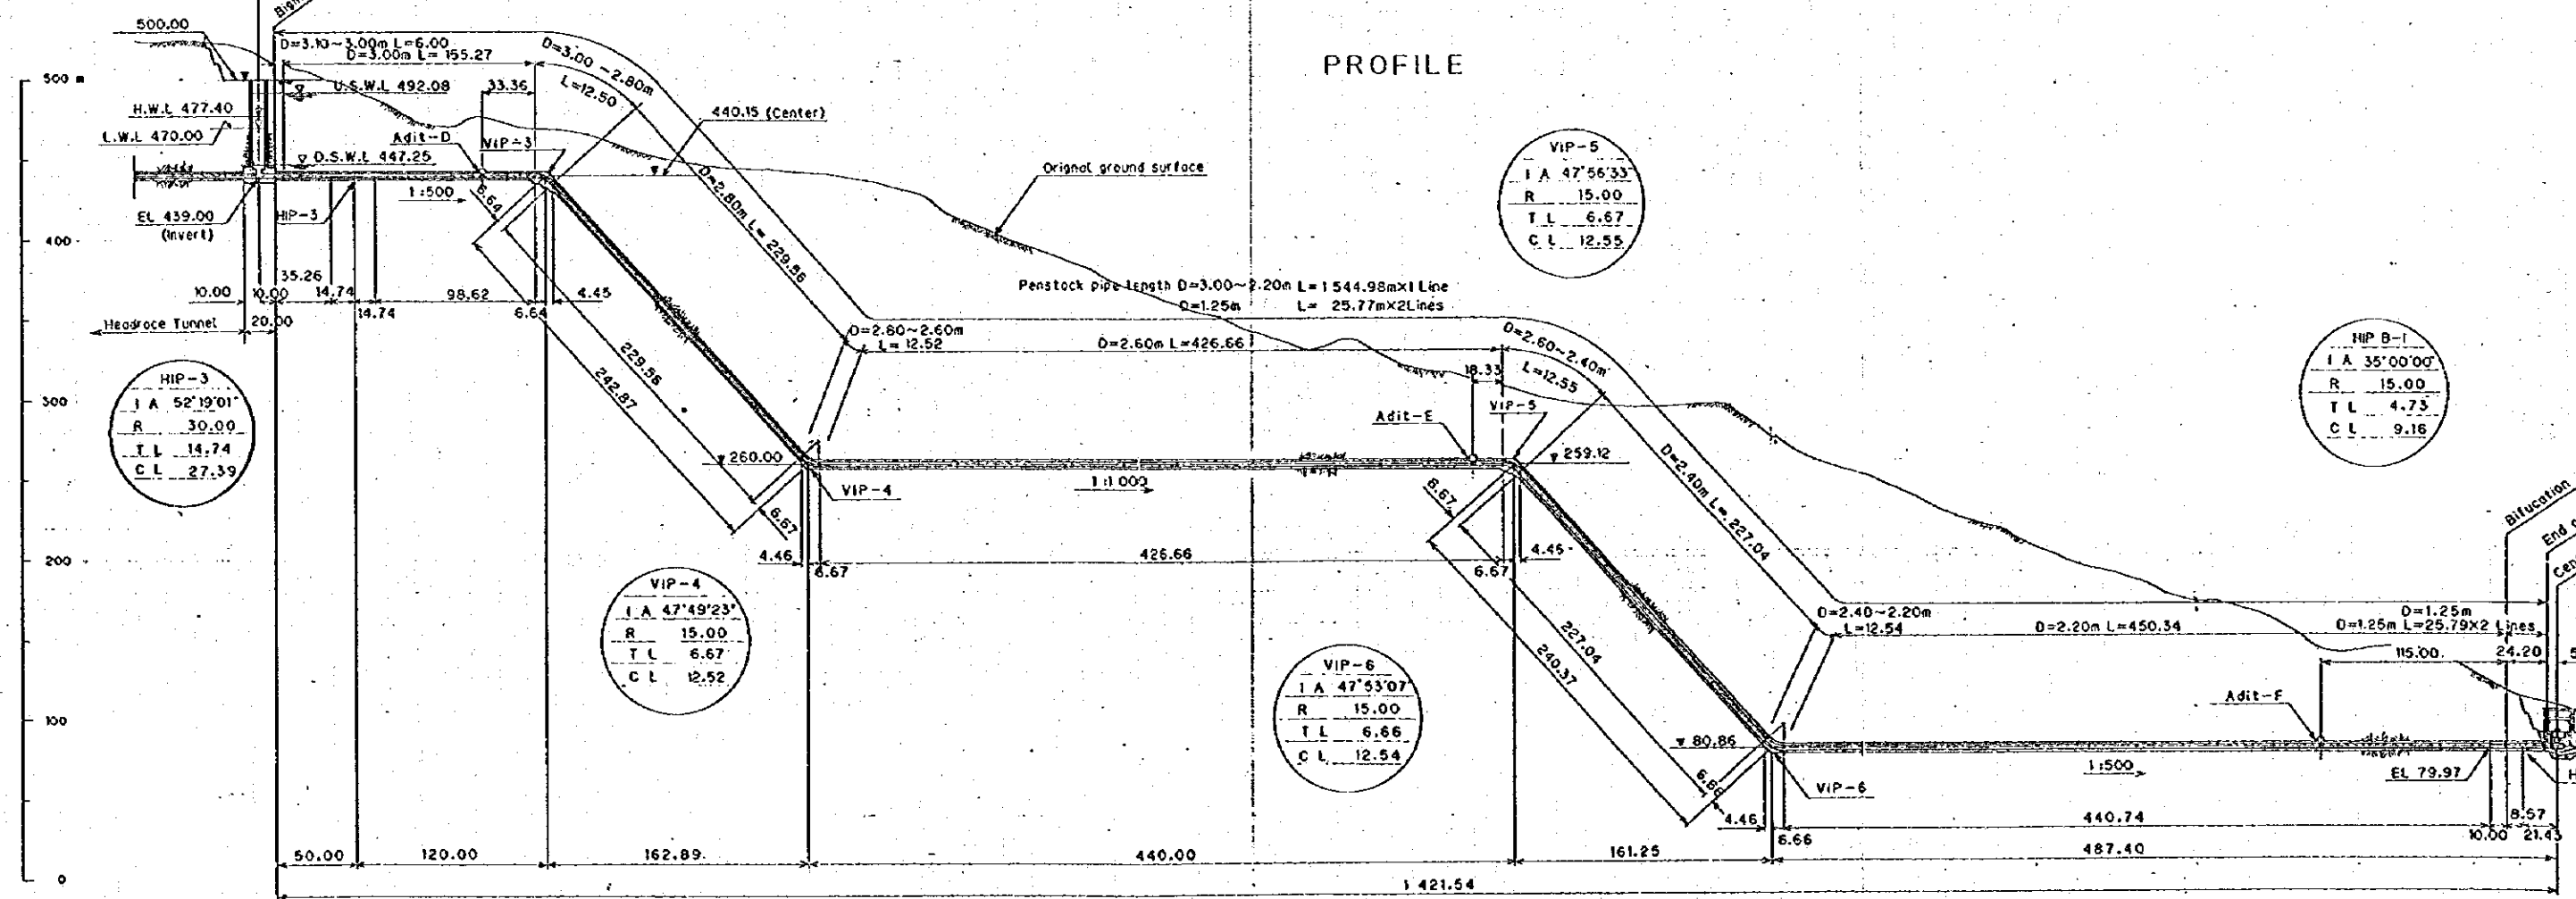 PROFILE
500.00
D=3.10~3.00m L=6.00
D=3.00m L= 155.27
D=3.00 -2.80m
L=12.50
500 m
U.S.W.L 492.08
33.36
H.W.L 477.40
L.W.L 470.00
Adit-D
VIP-3
440.15 (Center)
D.S.W.L 447.25
1:500
Orignal ground surface
EL 439.00
(Invert)
HIP-3
6.64
D=2.80m L= 229.56
VIP-5
I A 47°56'33"
R 15.00
T L 6.67
C L 12.55
400
35.26
10.00
10.00
14.74
98.62
4.45
14.74
6.64
Headrace Tunnel
20.00
Penstock pipe length D=3.00~2.20m L=1544.98m×1Line
D=1.25m L= 25.77m×2Lines
D=2.80~2.60m
L= 12.52
D=2.60m L=426.66
D=2.60~2.40m
L=12.55
18.33
HIP B-1
I A 35°00'00"
R 15.00
T L 4.73
C L 9.16
HIP-3
I A 52°19'01"
R 30.00
T L 14.74
C L 27.39
229.56
242.87
300
Adit-E
VIP-5
260.00
259.12
VIP-4
1:1000
6.67
6.67
D=2.40m L= 227.04
Bifucation
End
200
4.46
6.67
426.66
6.67
4.46
VIP-4
I A 47°49'23"
R 15.00
T L 6.67
C L 12.52
227.04
240.37
D=2.40~2.20m
L=12.54
D=2.20m L=450.34
D=1.25m
D=1.25m L=25.79×2 Lines
115.00
24.20
VIP-6
I A 47°53'07"
R 15.00
T L 6.66
C L 12.54
Adit-F
100
80.86
1:500
EL 79.97
VIP-6
6.66
4.46
6.66
440.74
10.00
8.57
21.43
50.00
120.00
162.89
440.00
161.25
487.40
0
1 421.54